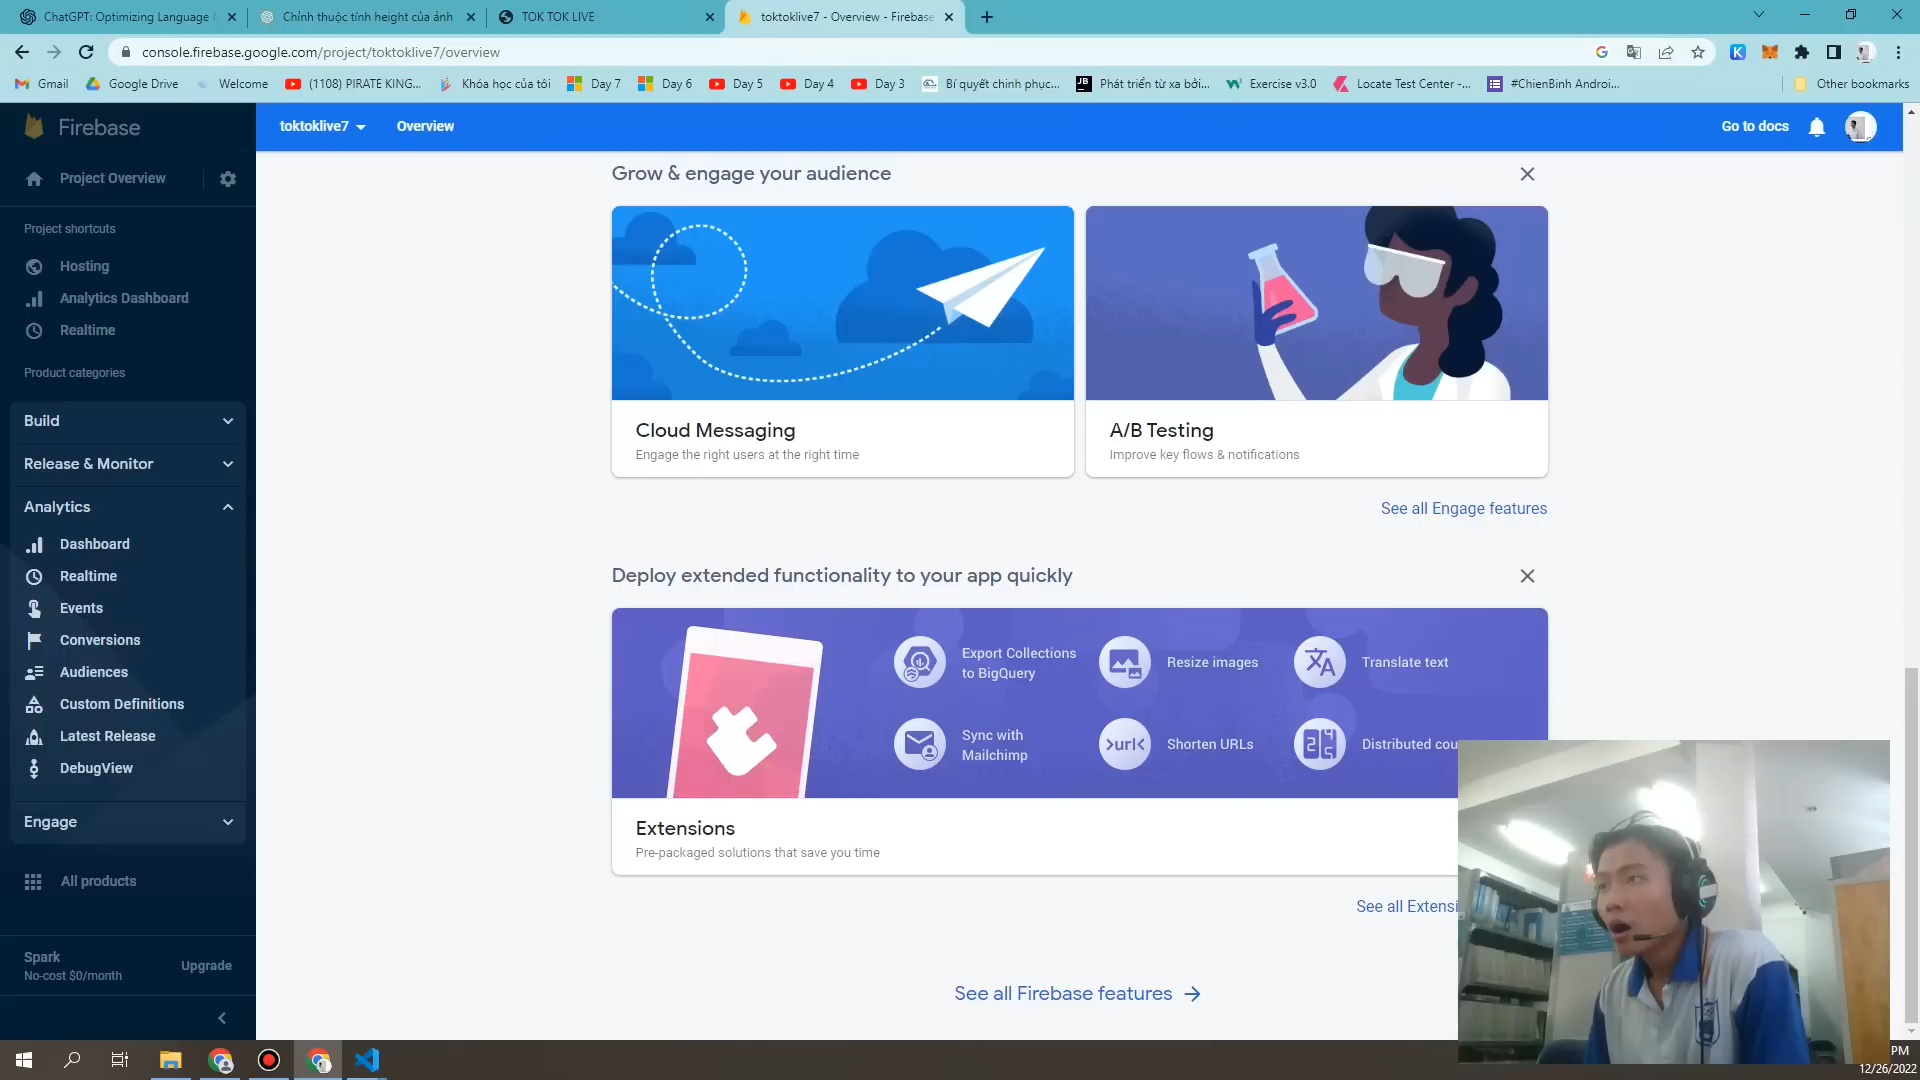 ChatGPT: Optimizing Language
Chỉnh thuộc tính height của ảnh
TOK TOK LIVE
toktoklive7 - Overview - Firebase
console.firebase.google.com/project/toktoklive7/overview
Gmail
Google Drive
Welcome
(1108) PIRATE KING...
Khóa học của tôi
Day 7
Day 6
Day 5
Day 4
Day 3
Bí quyết chinh phục...
Phát triển từ xa bởi...
Exercise v3.0
Locate Test Center -...
#ChienBinh Androi...
Other bookmarks
Firebase
toktoklive7
Overview
Go to docs
Project Overview
Project shortcuts
Hosting
Analytics Dashboard
Realtime
Product categories
Build
Release & Monitor
Analytics
Dashboard
Realtime
Events
Conversions
Audiences
Custom Definitions
Latest Release
DebugView
Engage
All products
Spark
No-cost $0/month
Upgrade
Grow & engage your audience
Cloud Messaging
Engage the right users at the right time
A/B Testing
Improve key flows & notifications
See all Engage features
Deploy extended functionality to your app quickly
Export Collections
to BigQuery
Resize images
Translate text
Sync with
Mailchimp
>url<
Shorten URLs
Distributed cou
Extensions
Pre-packaged solutions that save you time
See all Extensi
See all Firebase features
PM
12/26/2022